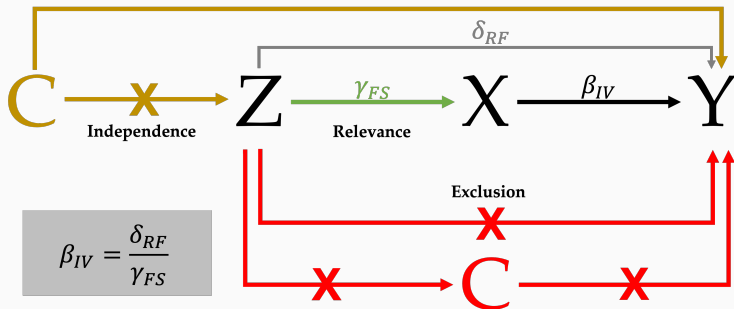 δ_RF
C X Z γ_FS X β_IV Y
Independence Relevance
Exclusion
X
β_IV = δ_RF / γ_FS
X C X